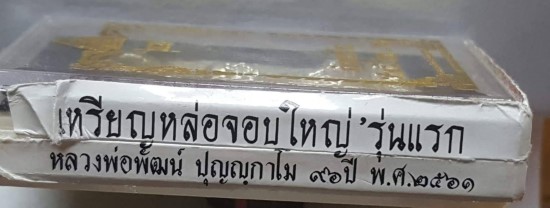 เหรียญหล่อจอบใหญ่ 'รุ่นแรก
หลวงพ่อพัฒน์ ปุญฺญกาโม ๙๖ปี พ.ศ.๒๕๖๑